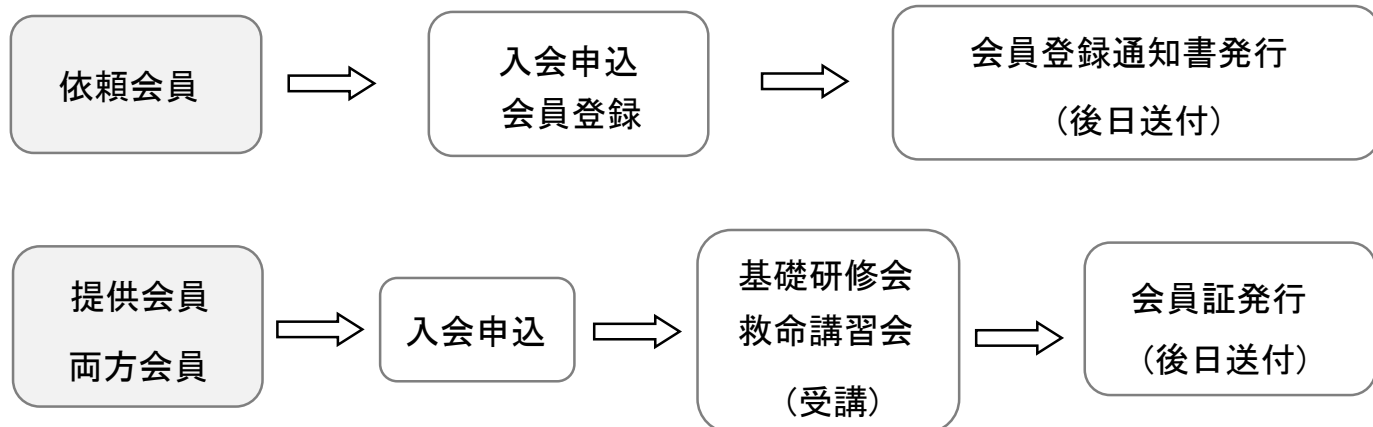 依頼会員
入会申込
会員登録
会員登録通知書発行
（後日送付）
提供会員
両方会員
入会申込
基礎研修会
救命講習会
（受講）
会員証発行
（後日送付）